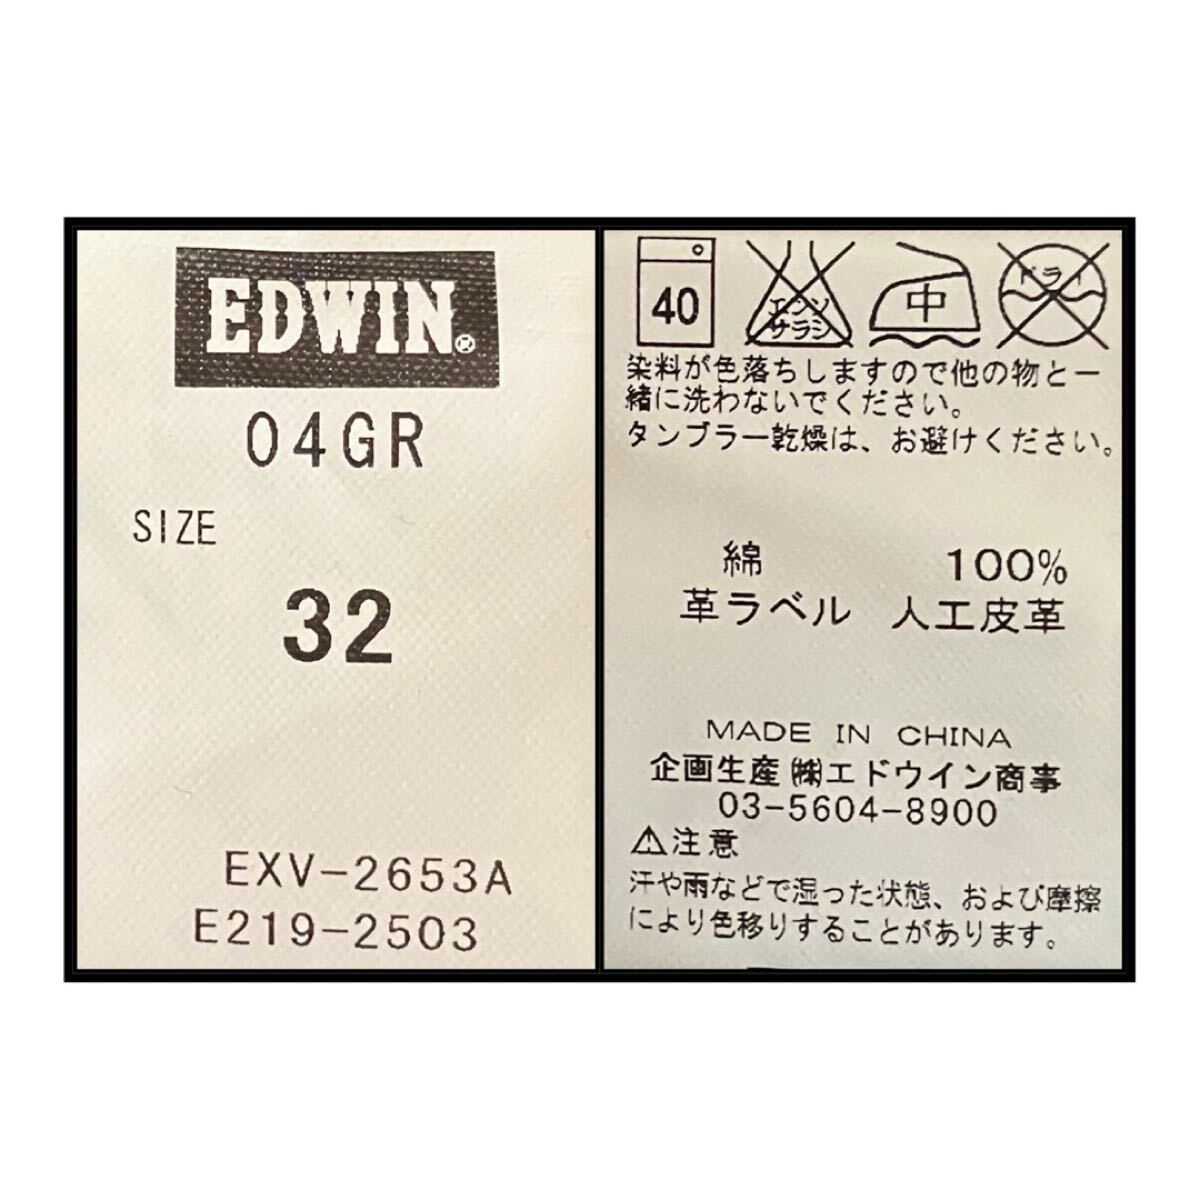 EDWIN®
04GR
SIZE
32
EXV-2653A
E219-2503
40
エンソ
サラシ
中
ドライ
染料が色落ちしますので他の物と一
緒に洗わないでください。
タンブラー乾燥は、お避けください。
綿 100%
革ラベル 人工皮革
MADE IN CHINA
企画生産㈱エドウイン商事
03-5604-8900
⚠注意
汗や雨などで湿った状態、および摩擦
により色移りすることがあります。